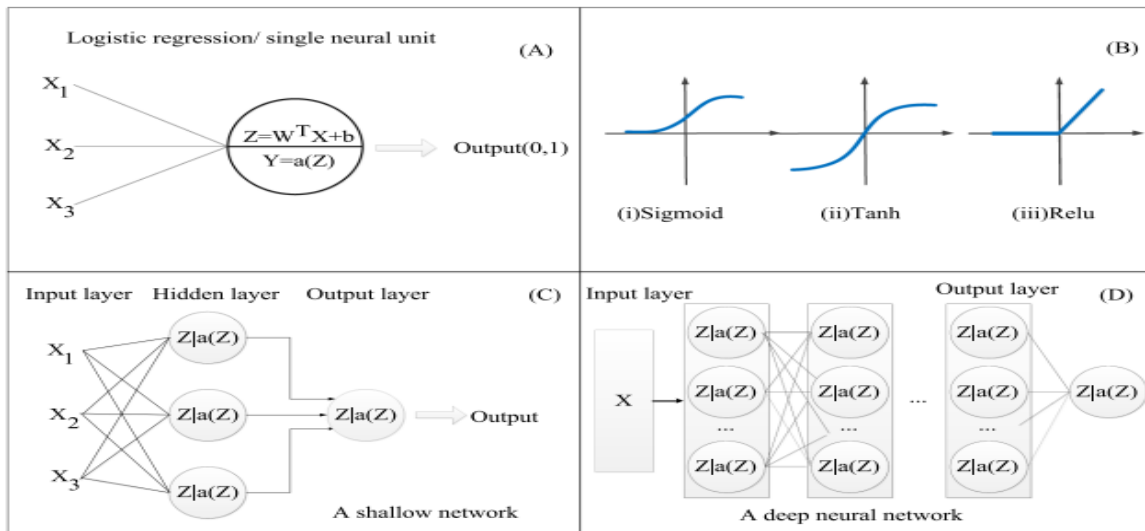 Logistic regression/ single neural unit
(A)
X1
X2
X3
Z=W^T X+b
Y=a(Z)
Output(0,1)
(B)
(i)Sigmoid
(ii)Tanh
(iii)Relu
Input layer Hidden layer Output layer (C)
X1
X2
X3
Z|a(Z)
Z|a(Z)
Z|a(Z)
Z|a(Z)
Output
A shallow network
Input layer
Output layer
(D)
X
Z|a(Z) Z|a(Z) Z|a(Z)
Z|a(Z) Z|a(Z) ... Z|a(Z) Z|a(Z)
... ... ...
Z|a(Z) Z|a(Z) Z|a(Z)
A deep neural network